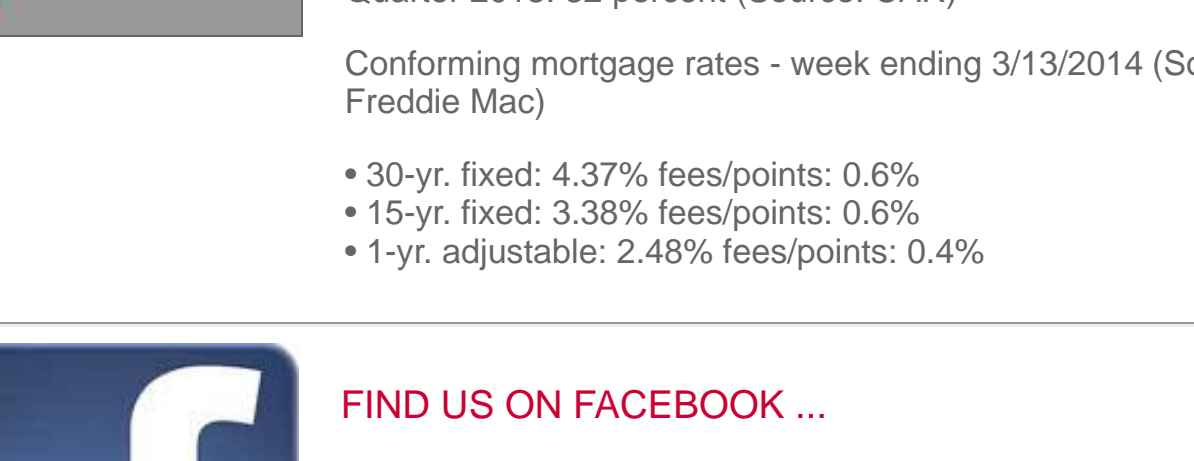 Conforming mortgage rates - week ending 3/13/2014 (
Freddie Mac)
• 30-yr. fixed: 4.37% fees/points: 0.6%
• 15-yr. fixed: 3.38% fees/points: 0.6%
• 1-yr. adjustable: 2.48% fees/points: 0.4%
FIND US ON FACEBOOK ...